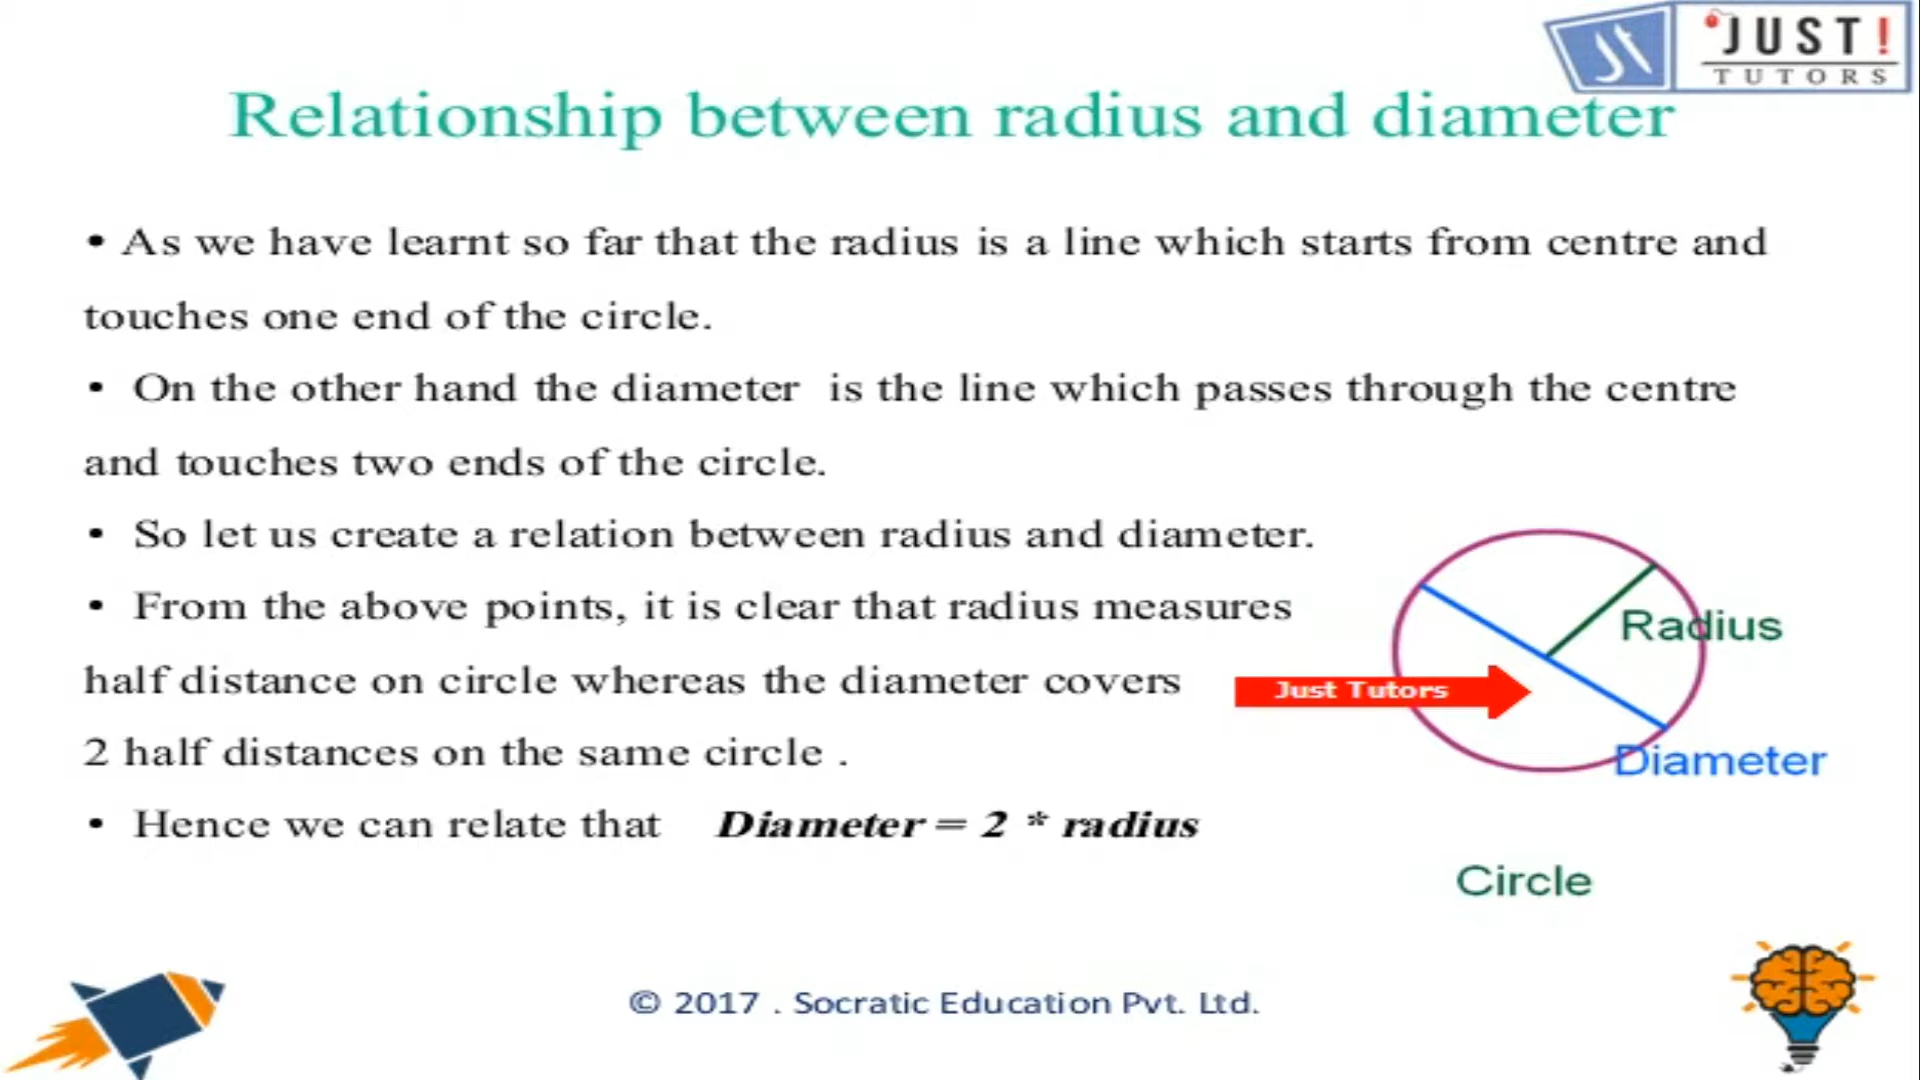 JUST!
TUTORS
Relationship between radius and diameter
• As we have learnt so far that the radius is a line which starts from centre and
touches one end of the circle.
• On the other hand the diameter is the line which passes through the centre
and touches two ends of the circle.
• So let us create a relation between radius and diameter.
• From the above points, it is clear that radius measures
half distance on circle whereas the diameter covers
2 half distances on the same circle .
• Hence we can relate that Diameter = 2 * radius
Radius
Just Tutors
Diameter
Circle
© 2017 . Socratic Education Pvt. Ltd.